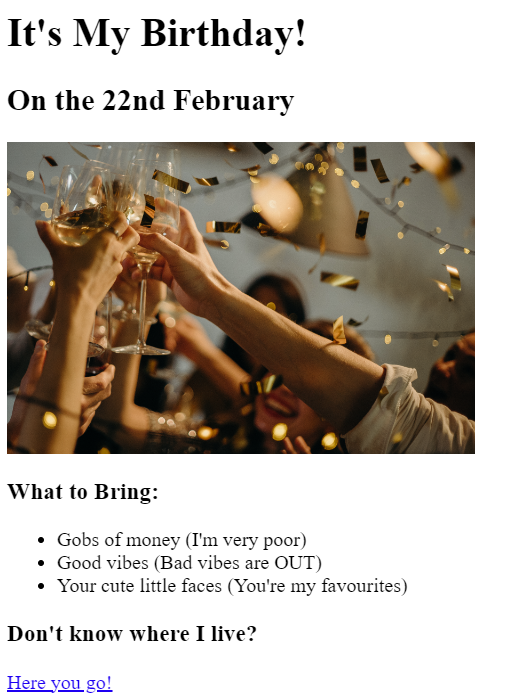 It's My Birthday!
On the 22nd February
What to Bring:
Gobs of money (I'm very poor)
Good vibes (Bad vibes are OUT)
Your cute little faces (You're my favourites)
Don't know where I live?
Here you go!